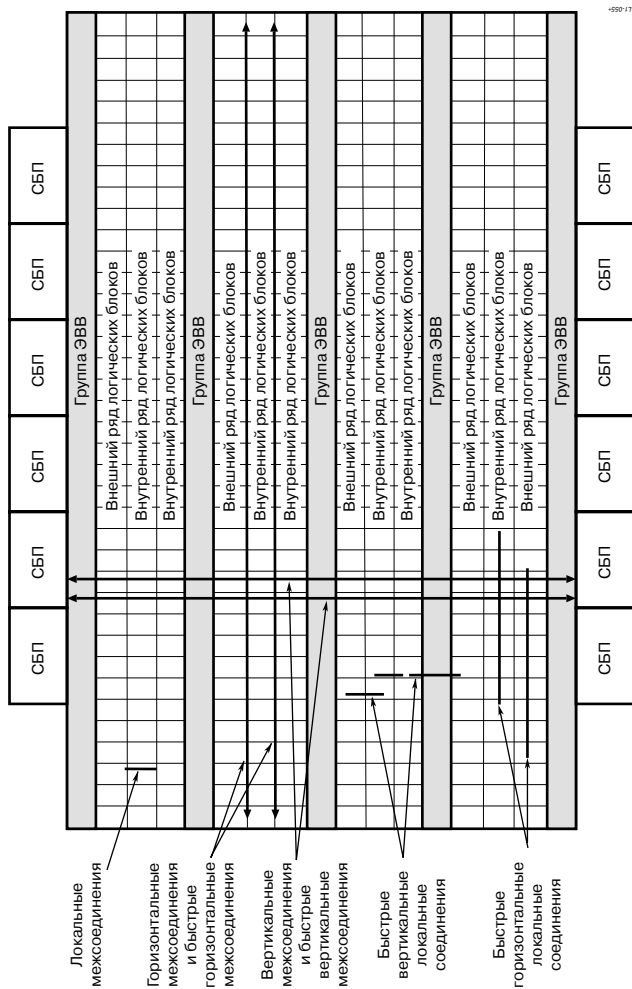 СБП
СБП
СБП
СБП
СБП
СБП
Группа ЭВВ
Внешний ряд логических блоков
Внутренний ряд логических блоков
Внутренний ряд логических блоков
Группа ЭВВ
Внешний ряд логических блоков
Внутренний ряд логических блоков
Внутренний ряд логических блоков
Группа ЭВВ
Внешний ряд логических блоков
Внутренний ряд логических блоков
Внутренний ряд логических блоков
Группа ЭВВ
Внешний ряд логических блоков
Внутренний ряд логических блоков
Внешний ряд логических блоков
Группа ЭВВ
СБП
СБП
СБП
СБП
СБП
СБП
Локальные
межсоединения
Горизонтальные
межсоединения
и быстрые
горизонтальные
межсоединения
Вертикальные
межсоединения
и быстрые
вертикальные
межсоединения
Быстрые
вертикальные
локальные
соединения
Быстрые
горизонтальные
локальные
соединения